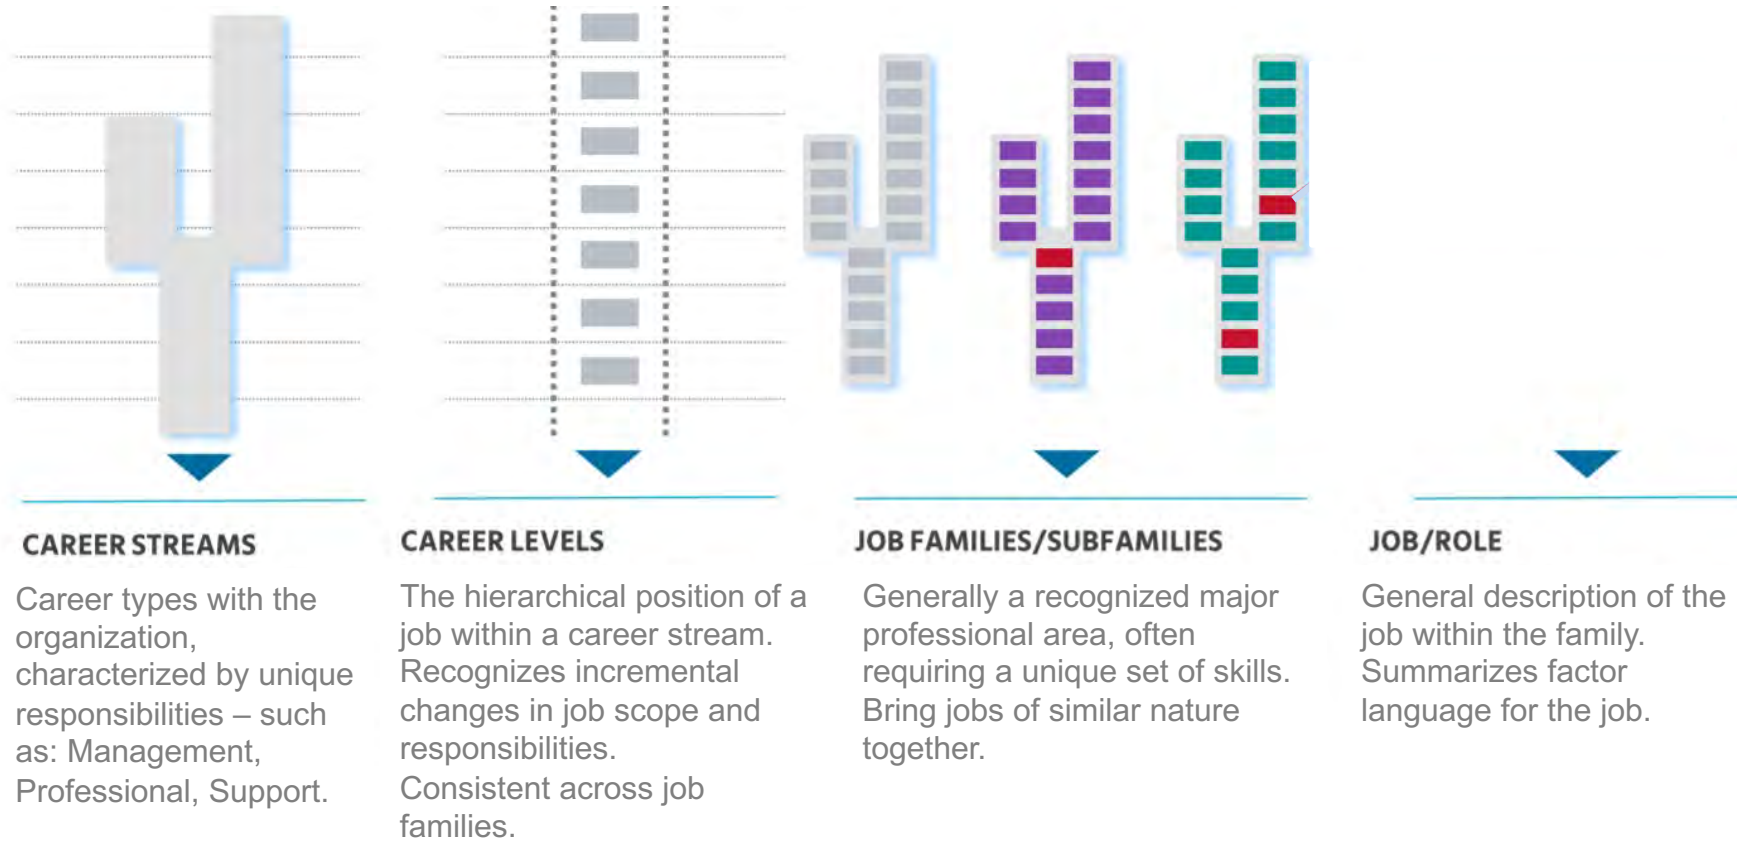 CAREER STREAMS
Career types with the
organization,
characterized by unique
responsibilities – such
as: Management,
Professional, Support.
CAREER LEVELS
The hierarchical position of a
job within a career stream.
Recognizes incremental
changes in job scope and
responsibilities.
Consistent across job
families.
JOB FAMILIES/SUBFAMILIES
Generally a recognized major
professional area, often
requiring a unique set of skills.
Bring jobs of similar nature
together.
JOB/ROLE
General description of the
job within the family.
Summarizes factor
language for the job.